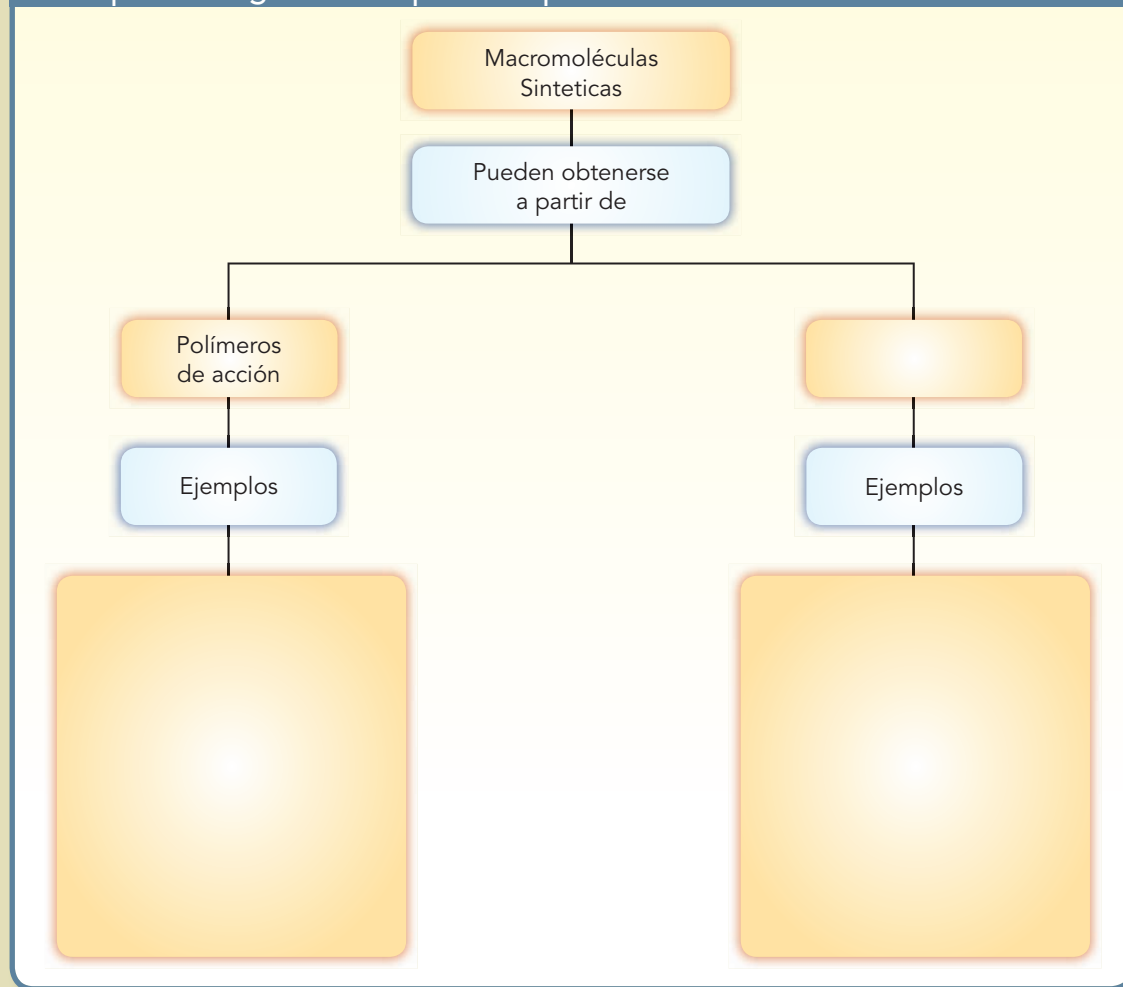 Macromoléculas
Sinteticas
Pueden obtenerse
a partir de
Polímeros
de acción
Ejemplos
Ejemplos